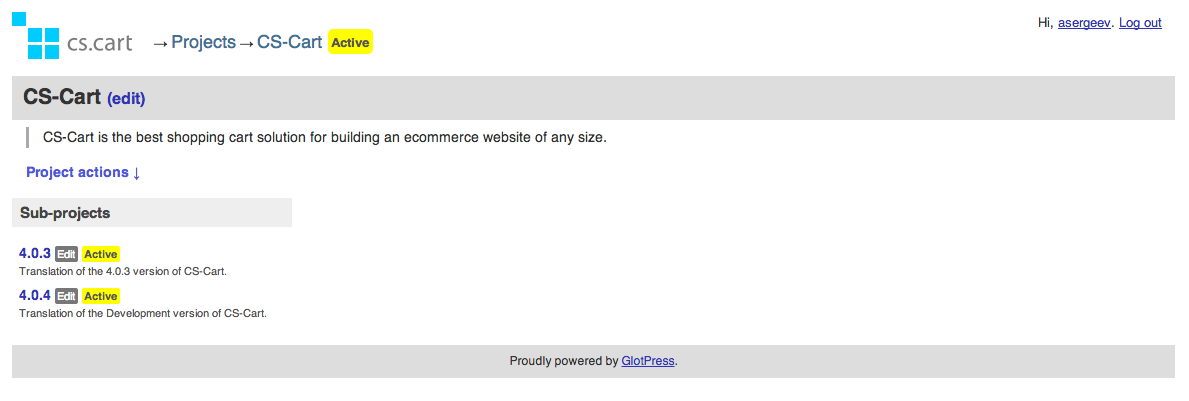 cs.cart →Projects→CS-Cart Active
Hi, asergeev. Log out
CS-Cart (edit)
CS-Cart is the best shopping cart solution for building an ecommerce website of any size.
Project actions ↓
Sub-projects
4.0.3 Edit Active
Translation of the 4.0.3 version of CS-Cart.
4.0.4 Edit Active
Translation of the Development version of CS-Cart.
Proudly powered by GlotPress.